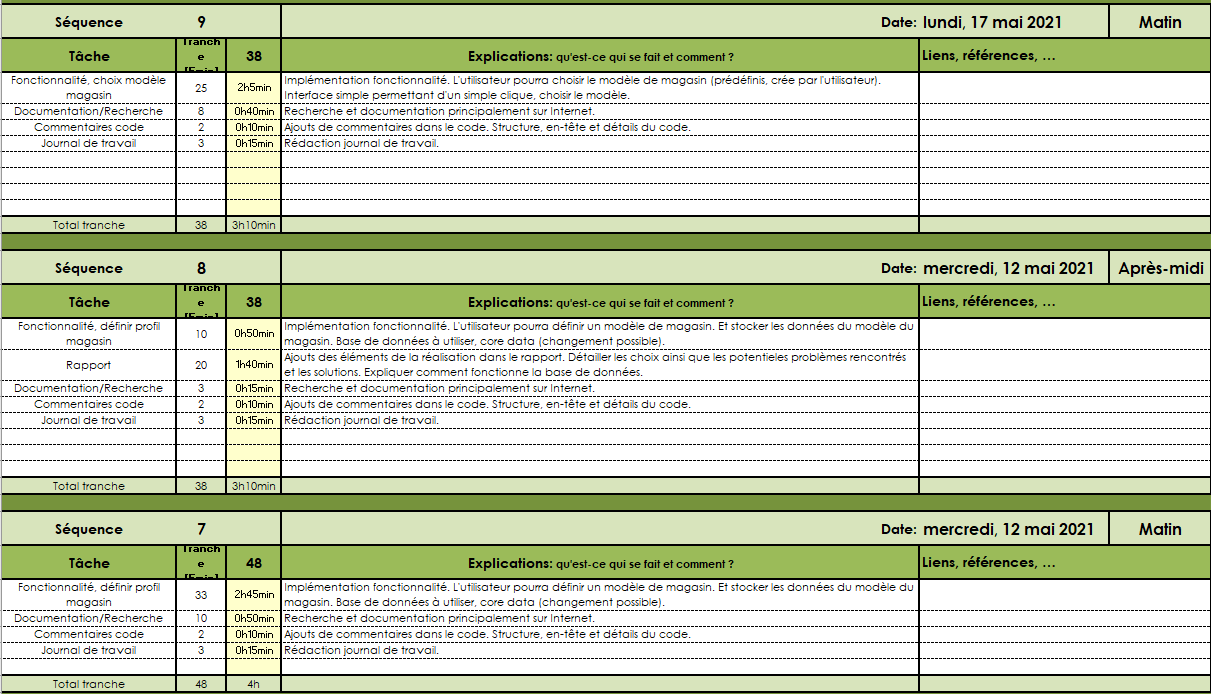 Séquence 9 Date: lundi, 17 mai 2021 Matin
Tâche Tranche [5min] 38 Explications: qu'est-ce qui se fait et comment ? Liens, références, ...
Fonctionnalité, choix modèle magasin 25 2h5min Implémentation fonctionnalité. L'utilisateur pourra choisir le modèle de magasin (prédéfinis, crée par l'utilisateur).
Interface simple permettant d'un simple clique, choisir le modèle.
Documentation/Recherche 8 0h40min Recherche et documentation principalement sur Internet.
Commentaires code 2 0h10min Ajouts de commentaires dans le code. Structure, en-tête et détails du code.
Journal de travail 3 0h15min Rédaction journal de travail.
Total tranche 38 3h10min
Séquence 8 Date: mercredi, 12 mai 2021 Après-midi
Tâche Tranche [5min] 38 Explications: qu'est-ce qui se fait et comment ? Liens, références, ...
Fonctionnalité, définir profil magasin 10 0h50min Implémentation fonctionnalité. L'utilisateur pourra définir un modèle de magasin. Et stocker les données du modèle du
magasin. Base de données à utiliser, core data (changement possible).
Rapport 20 1h40min Ajouts des éléments de la réalisation dans le rapport. Détailler les choix ainsi que les potentieles problèmes rencontrés
et les solutions. Expliquer comment fonctionne la base de données.
Documentation/Recherche 3 0h15min Recherche et documentation principalement sur Internet.
Commentaires code 2 0h10min Ajouts de commentaires dans le code. Structure, en-tête et détails du code.
Journal de travail 3 0h15min Rédaction journal de travail.
Total tranche 38 3h10min
Séquence 7 Date: mercredi, 12 mai 2021 Matin
Tâche Tranche [5min] 48 Explications: qu'est-ce qui se fait et comment ? Liens, références, ...
Fonctionnalité, définir profil magasin 33 2h45min Implémentation fonctionnalité. L'utilisateur pourra définir un modèle de magasin. Et stocker les données du modèle du
magasin. Base de données à utiliser, core data (changement possible).
Documentation/Recherche 10 0h50min Recherche et documentation principalement sur Internet.
Commentaires code 2 0h10min Ajouts de commentaires dans le code. Structure, en-tête et détails du code.
Journal de travail 3 0h15min Rédaction journal de travail.
Total tranche 48 4h